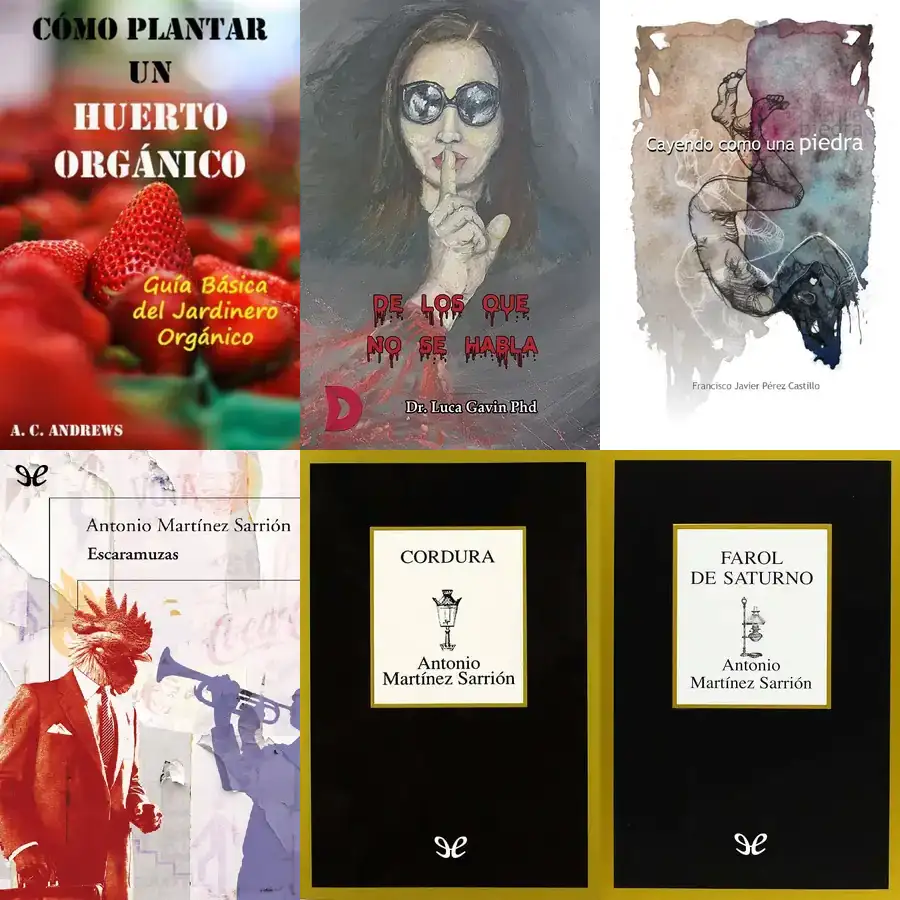 CÓMO PLANTAR
UN
HUERTO
ORGÁNICO
Guía Básica
del Jardinero
Orgánico
A. C. ANDREWS
DE LOS QUE
NO SE HABLA
D
Dr. Luca Gavin Phd
Cayendo como una piedra
Francisco Javier Pérez Castillo
Antonio Martínez Sarrión
Escaramuzas
CORDURA
Antonio
Martínez Sarrión
FAROL
DE SATURNO
Antonio
Martínez Sarrión